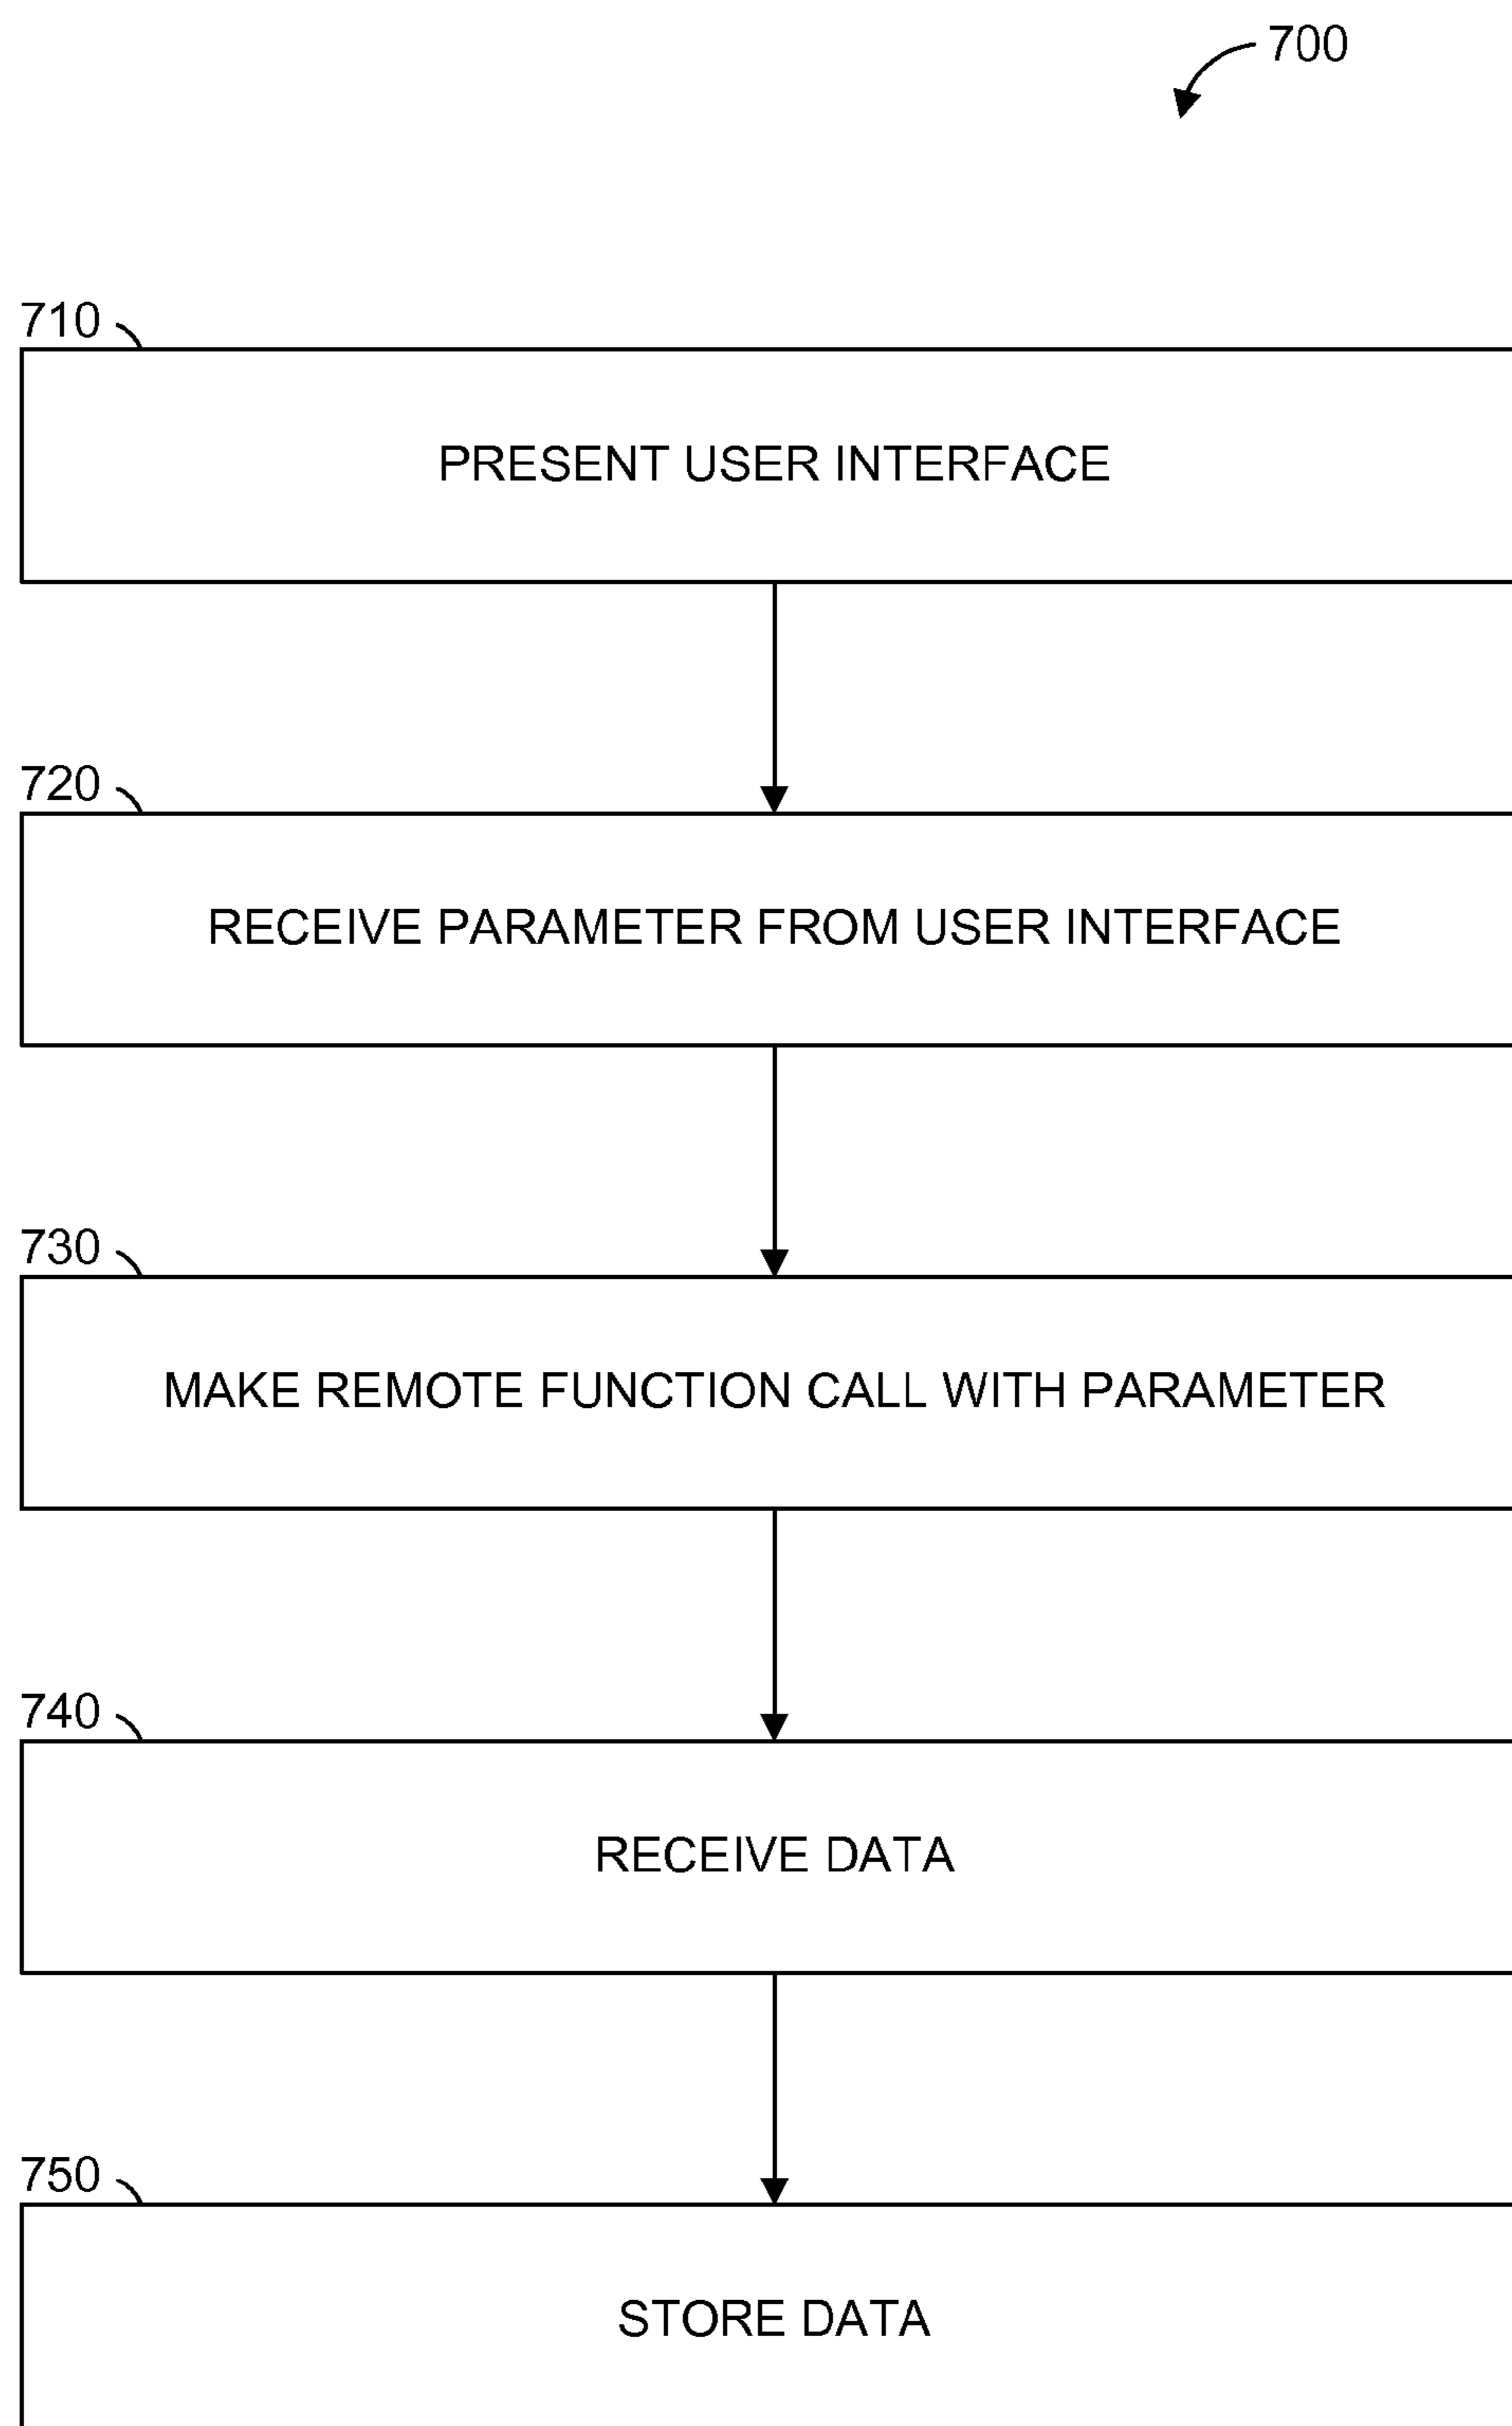 700
710
PRESENT USER INTERFACE
720
RECEIVE PARAMETER FROM USER INTERFACE
730
MAKE REMOTE FUNCTION CALL WITH PARAMETER
740
RECEIVE DATA
750
STORE DATA